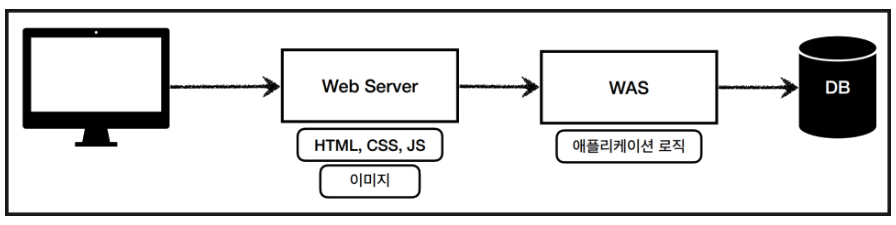 Web Server
WAS
DB
HTML, CSS, JS
애플리케이션 로직
이미지